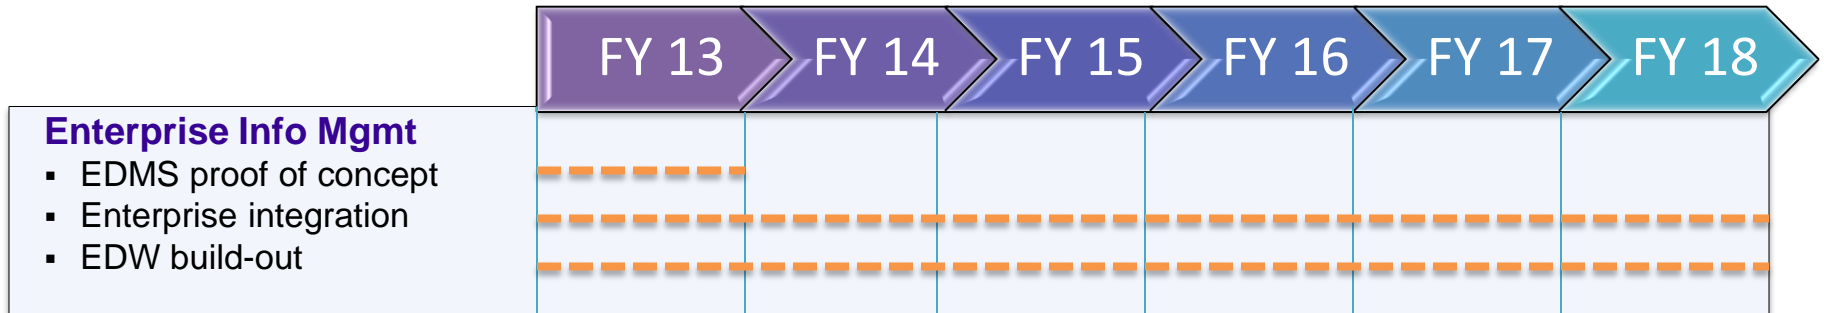 FY 13 FY 14 FY 15 FY 16 FY 17 FY 18
Enterprise Info Mgmt
▪ EDMS proof of concept
▪ Enterprise integration
▪ EDW build-out